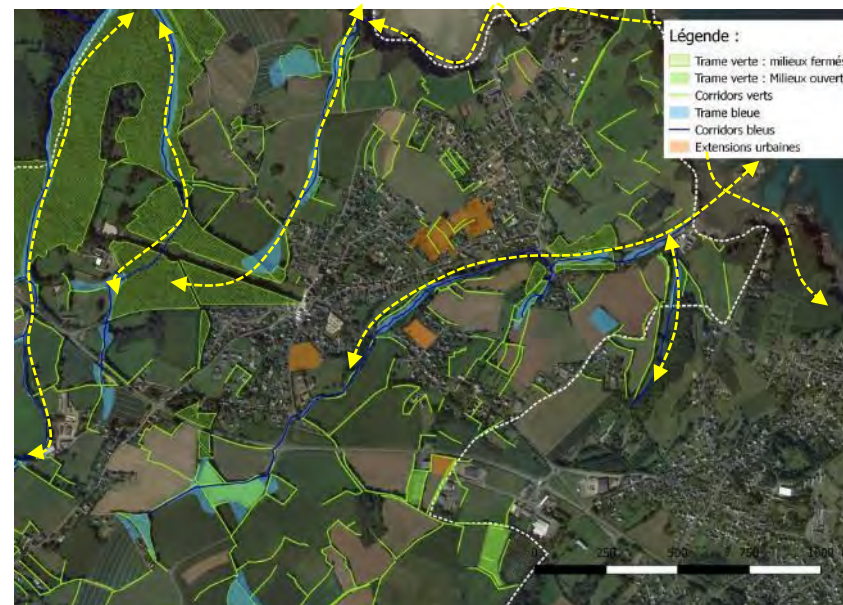 Légende :
Trame verte : milieux fermés
Trame verte : Milieux ouvert
Corridors verts
Trame bleue
Corridors bleus
Extensions urbaines
0 250 500 750 1000